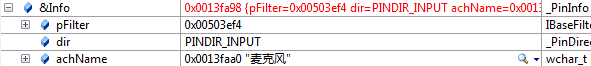 &Info 0x0013fa98 {pFilter=0x00503ef4 dir=PINDIR_INPUT achName=0x0013 _PinInfo
pFilter 0x00503ef4 IBaseFilter
dir PINDIR_INPUT _PinDirec
achName 0x0013faa0 "麦克风" wchar_t